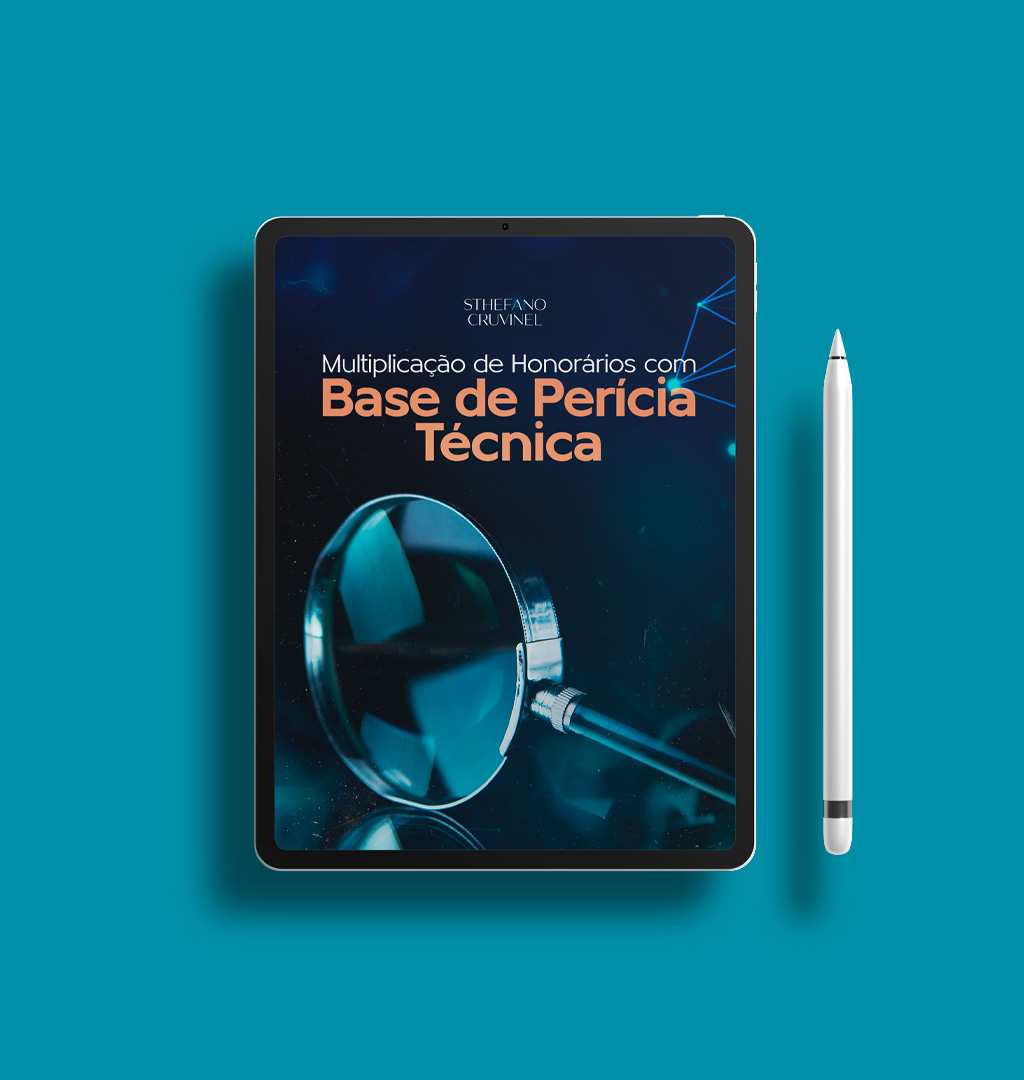 STHEFANO
CRUVINEL
Multiplicação de Honorários com
Base de Perícia
Técnica